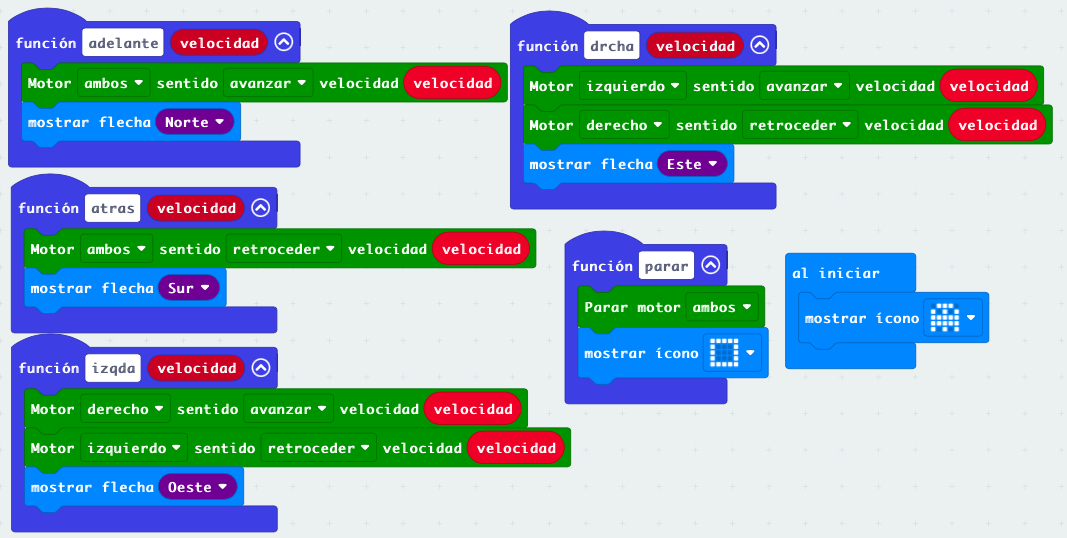 función adelante velocidad
Motor ambos sentido avanzar velocidad velocidad
mostrar flecha Norte
función atras velocidad
Motor ambos sentido retroceder velocidad velocidad
mostrar flecha Sur
función izqda velocidad
Motor derecho sentido avanzar velocidad velocidad
Motor izquierdo sentido retroceder velocidad velocidad
mostrar flecha Oeste
función drcha velocidad
Motor izquierdo sentido avanzar velocidad velocidad
Motor derecho sentido retroceder velocidad velocidad
mostrar flecha Este
función parar
Parar motor ambos
mostrar ícono
al iniciar
mostrar ícono